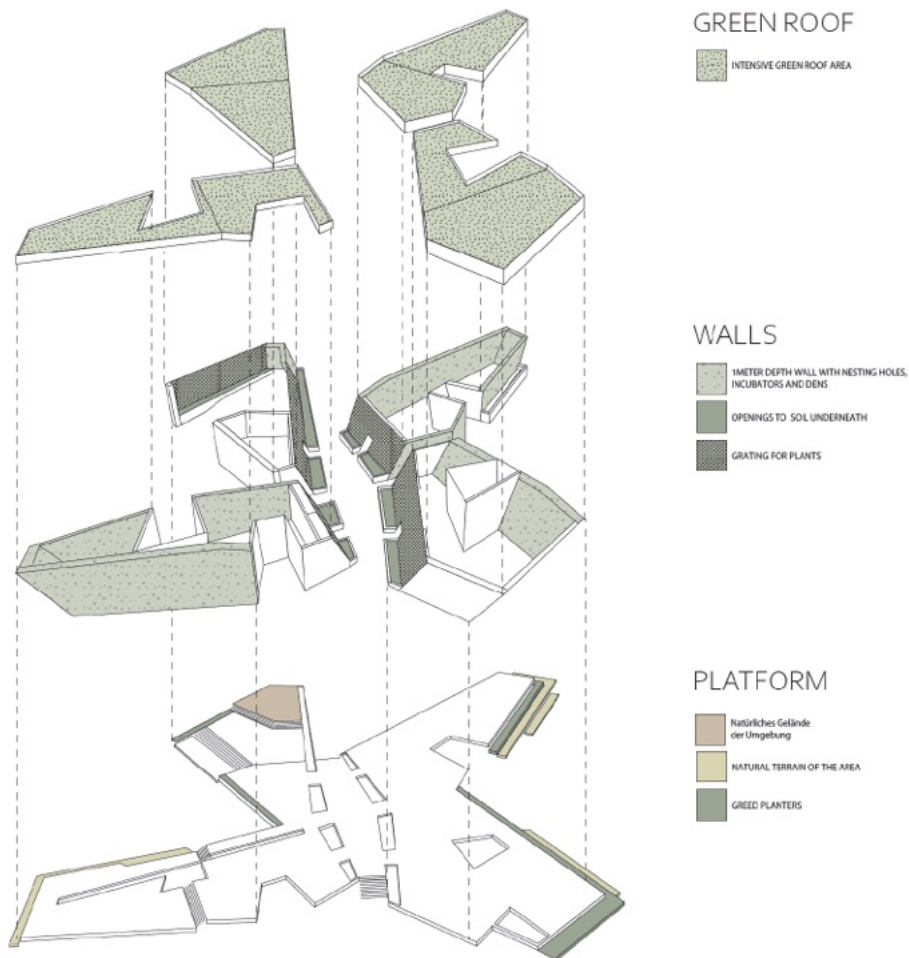 GREEN ROOF
INTENSIVE GREEN ROOF AREA
WALLS
1METER DEPTH WALL WITH NESTING HOLES,
INCUBATORS AND DENS
OPENINGS TO SOIL UNDERNEATH
GRATING FOR PLANTS
PLATFORM
Natürliches Gelände
der Umgebung
NATURAL TERRAIN OF THE AREA
GREED PLANTERS